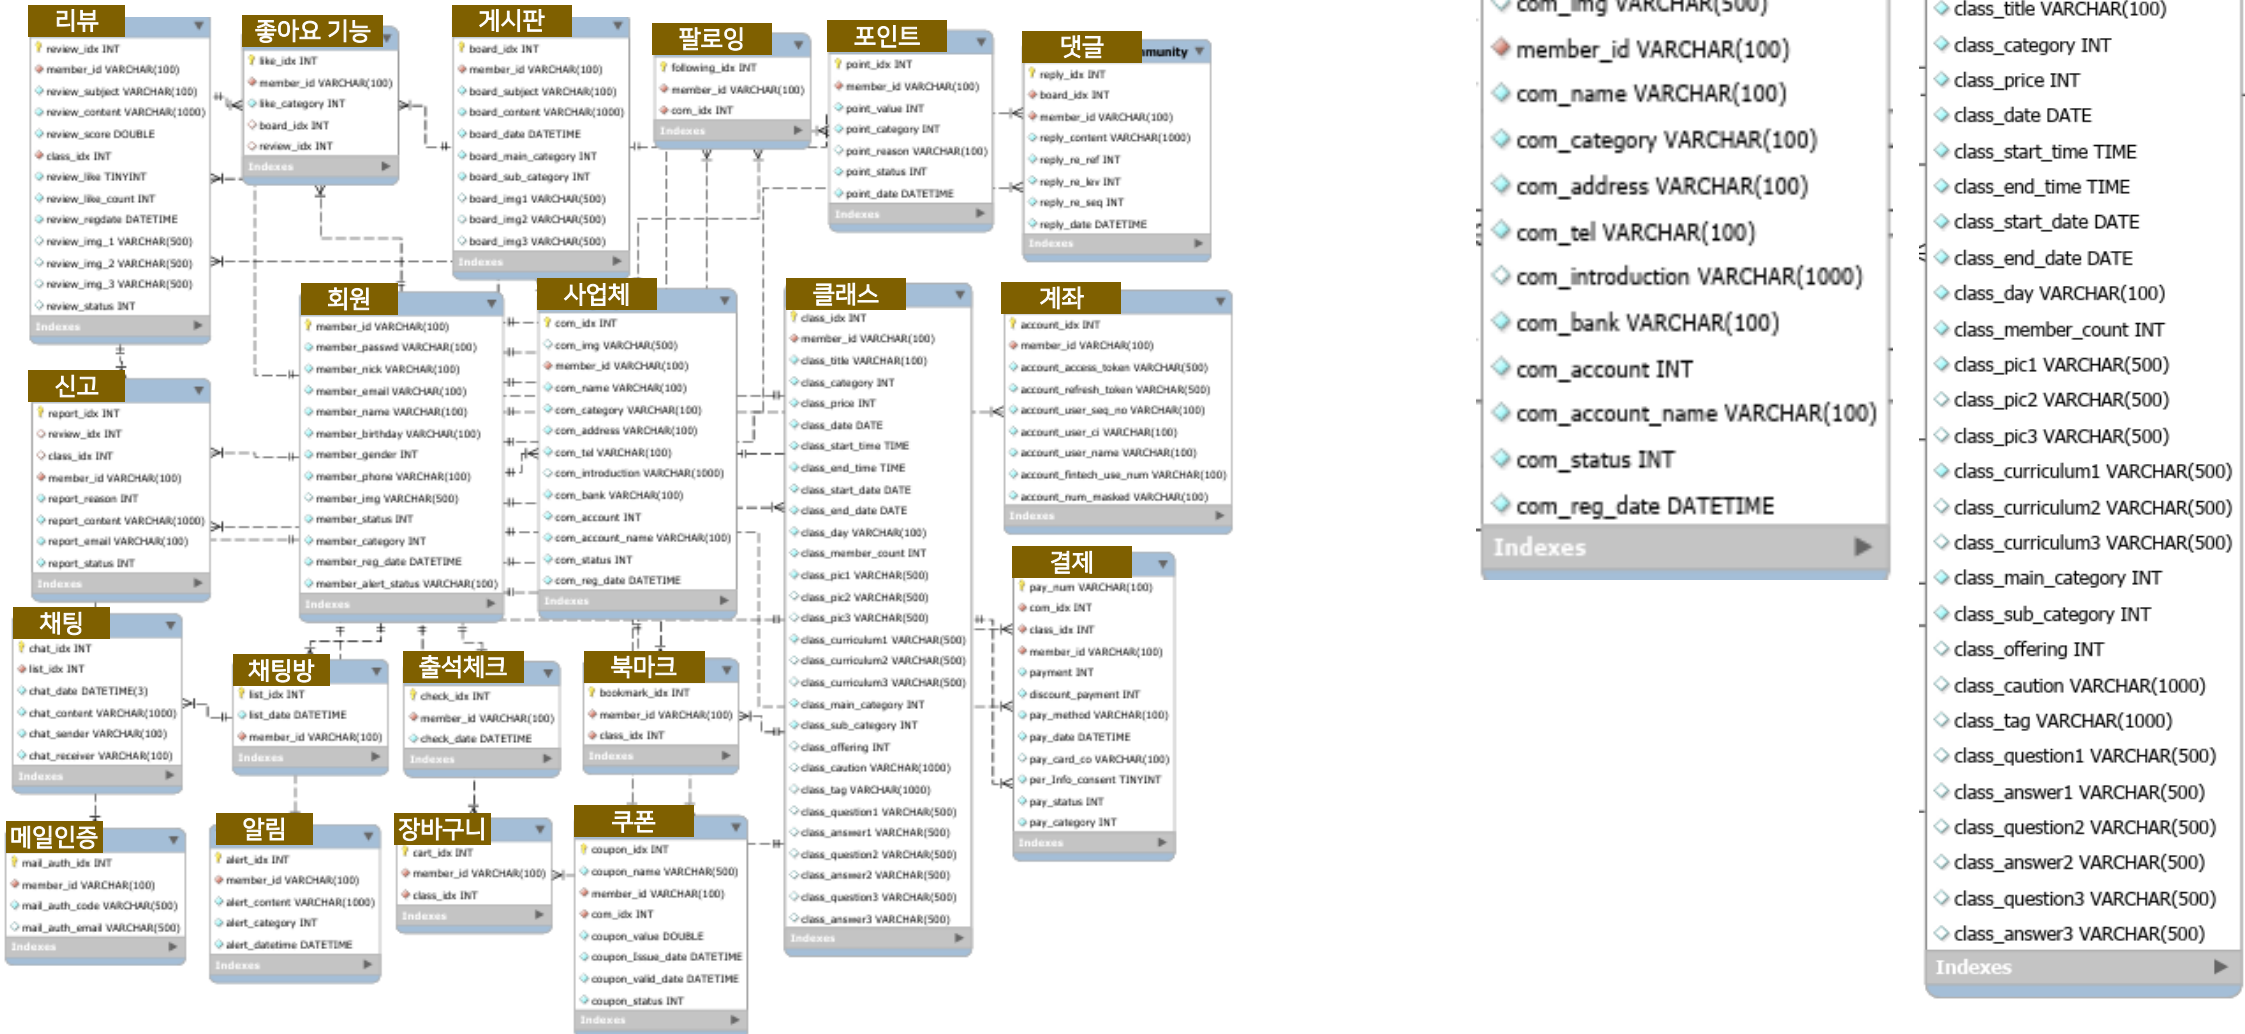 리뷰
review_idx INT
member_id VARCHAR(100)
review_subject VARCHAR(100)
review_content VARCHAR(1000)
review_score DOUBLE
class_idx INT
review_like TINYINT
review_like_count INT
review_regdate DATETIME
review_img_1 VARCHAR(500)
review_img_2 VARCHAR(500)
review_img_3 VARCHAR(500)
review_status INT
Indexes
좋아요 기능
like_idx INT
member_id VARCHAR(100)
like_category INT
board_idx INT
review_idx INT
Indexes
게시판
board_idx INT
member_id VARCHAR(100)
board_subject VARCHAR(100)
board_content VARCHAR(1000)
board_date DATETIME
board_main_category INT
board_sub_category INT
board_img1 VARCHAR(500)
board_img2 VARCHAR(500)
board_img3 VARCHAR(500)
Indexes
팔로잉
following_idx INT
member_id VARCHAR(100)
com_idx INT
Indexes
포인트
point_idx INT
member_id VARCHAR(100)
point_value INT
point_category INT
point_reason VARCHAR(100)
point_status INT
point_date DATETIME
Indexes
댓글
mmunity
reply_idx INT
board_idx INT
member_id VARCHAR(100)
reply_content VARCHAR(1000)
reply_re_ref INT
reply_re_lev INT
reply_re_seq INT
reply_date DATETIME
Indexes
회원
member_id VARCHAR(100)
member_passwd VARCHAR(100)
member_nick VARCHAR(100)
member_email VARCHAR(100)
member_name VARCHAR(100)
member_birthday VARCHAR(100)
member_gender INT
member_phone VARCHAR(100)
member_img VARCHAR(500)
member_status INT
member_category INT
member_reg_date DATETIME
member_alert_status VARCHAR(100)
Indexes
사업체
com_idx INT
com_img VARCHAR(500)
member_id VARCHAR(100)
com_name VARCHAR(100)
com_category VARCHAR(100)
com_address VARCHAR(100)
com_tel VARCHAR(100)
com_introduction VARCHAR(1000)
com_bank VARCHAR(100)
com_account INT
com_account_name VARCHAR(100)
com_status INT
com_reg_date DATETIME
Indexes
클래스
class_idx INT
member_id VARCHAR(100)
class_title VARCHAR(100)
class_category INT
class_price INT
class_date DATE
class_start_time TIME
class_end_time TIME
class_start_date DATE
class_end_date DATE
class_day VARCHAR(100)
class_member_count INT
class_pic1 VARCHAR(500)
class_pic2 VARCHAR(500)
class_pic3 VARCHAR(500)
class_curriculum1 VARCHAR(500)
class_curriculum2 VARCHAR(500)
class_curriculum3 VARCHAR(500)
class_main_category INT
class_sub_category INT
class_offering INT
class_caution VARCHAR(1000)
class_tag VARCHAR(1000)
class_question1 VARCHAR(500)
class_answer1 VARCHAR(500)
class_question2 VARCHAR(500)
class_answer2 VARCHAR(500)
class_question3 VARCHAR(500)
class_answer3 VARCHAR(500)
Indexes
계좌
account_idx INT
member_id VARCHAR(100)
account_access_token VARCHAR(500)
account_refresh_token VARCHAR(500)
account_user_seq_no VARCHAR(100)
account_user_ci VARCHAR(100)
account_user_name VARCHAR(100)
account_fintech_use_num VARCHAR(100)
account_num_masked VARCHAR(100)
Indexes
신고
report_idx INT
review_idx INT
class_idx INT
member_id VARCHAR(100)
report_reason INT
report_content VARCHAR(1000)
report_email VARCHAR(100)
report_status INT
Indexes
결제
pay_num VARCHAR(100)
com_idx INT
class_idx INT
member_id VARCHAR(100)
payment INT
discount_payment INT
pay_method VARCHAR(100)
pay_date DATETIME
pay_card_co VARCHAR(100)
per_Info_consent TINYINT
pay_status INT
pay_category INT
Indexes
채팅
chat_idx INT
list_idx INT
chat_date DATETIME(3)
chat_content VARCHAR(1000)
chat_sender VARCHAR(100)
chat_receiver VARCHAR(100)
Indexes
채팅방
list_idx INT
list_date DATETIME
member_id VARCHAR(100)
Indexes
출석체크
check_idx INT
member_id VARCHAR(100)
check_date DATETIME
Indexes
북마크
bookmark_idx INT
member_id VARCHAR(100)
class_idx INT
Indexes
메일인증
mail_auth_idx INT
member_id VARCHAR(100)
mail_auth_code VARCHAR(500)
mail_auth_email VARCHAR(500)
Indexes
알림
alert_idx INT
member_id VARCHAR(100)
alert_content VARCHAR(1000)
alert_category INT
alert_datetime DATETIME
Indexes
장바구니
cart_idx INT
member_id VARCHAR(100)
class_idx INT
Indexes
쿠폰
coupon_idx INT
coupon_name VARCHAR(500)
member_id VARCHAR(100)
com_idx INT
coupon_value DOUBLE
coupon_Issue_date DATETIME
coupon_valid_date DATETIME
coupon_status INT
Indexes
com_img VARCHAR(500)
member_id VARCHAR(100)
com_name VARCHAR(100)
com_category VARCHAR(100)
com_address VARCHAR(100)
com_tel VARCHAR(100)
com_introduction VARCHAR(1000)
com_bank VARCHAR(100)
com_account INT
com_account_name VARCHAR(100)
com_status INT
com_reg_date DATETIME
Indexes
class_title VARCHAR(100)
class_category INT
class_price INT
class_date DATE
class_start_time TIME
class_end_time TIME
class_start_date DATE
class_end_date DATE
class_day VARCHAR(100)
class_member_count INT
class_pic1 VARCHAR(500)
class_pic2 VARCHAR(500)
class_pic3 VARCHAR(500)
class_curriculum1 VARCHAR(500)
class_curriculum2 VARCHAR(500)
class_curriculum3 VARCHAR(500)
class_main_category INT
class_sub_category INT
class_offering INT
class_caution VARCHAR(1000)
class_tag VARCHAR(1000)
class_question1 VARCHAR(500)
class_answer1 VARCHAR(500)
class_question2 VARCHAR(500)
class_answer2 VARCHAR(500)
class_question3 VARCHAR(500)
class_answer3 VARCHAR(500)
Indexes